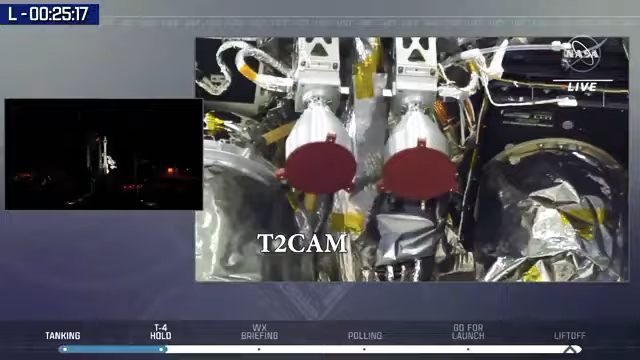 L - 00:25:17
NASA
LIVE
T2CAM
TANKING
T-4
HOLD
WX
BRIEFING
POLLING
GO FOR
LAUNCH
LIFTOFF